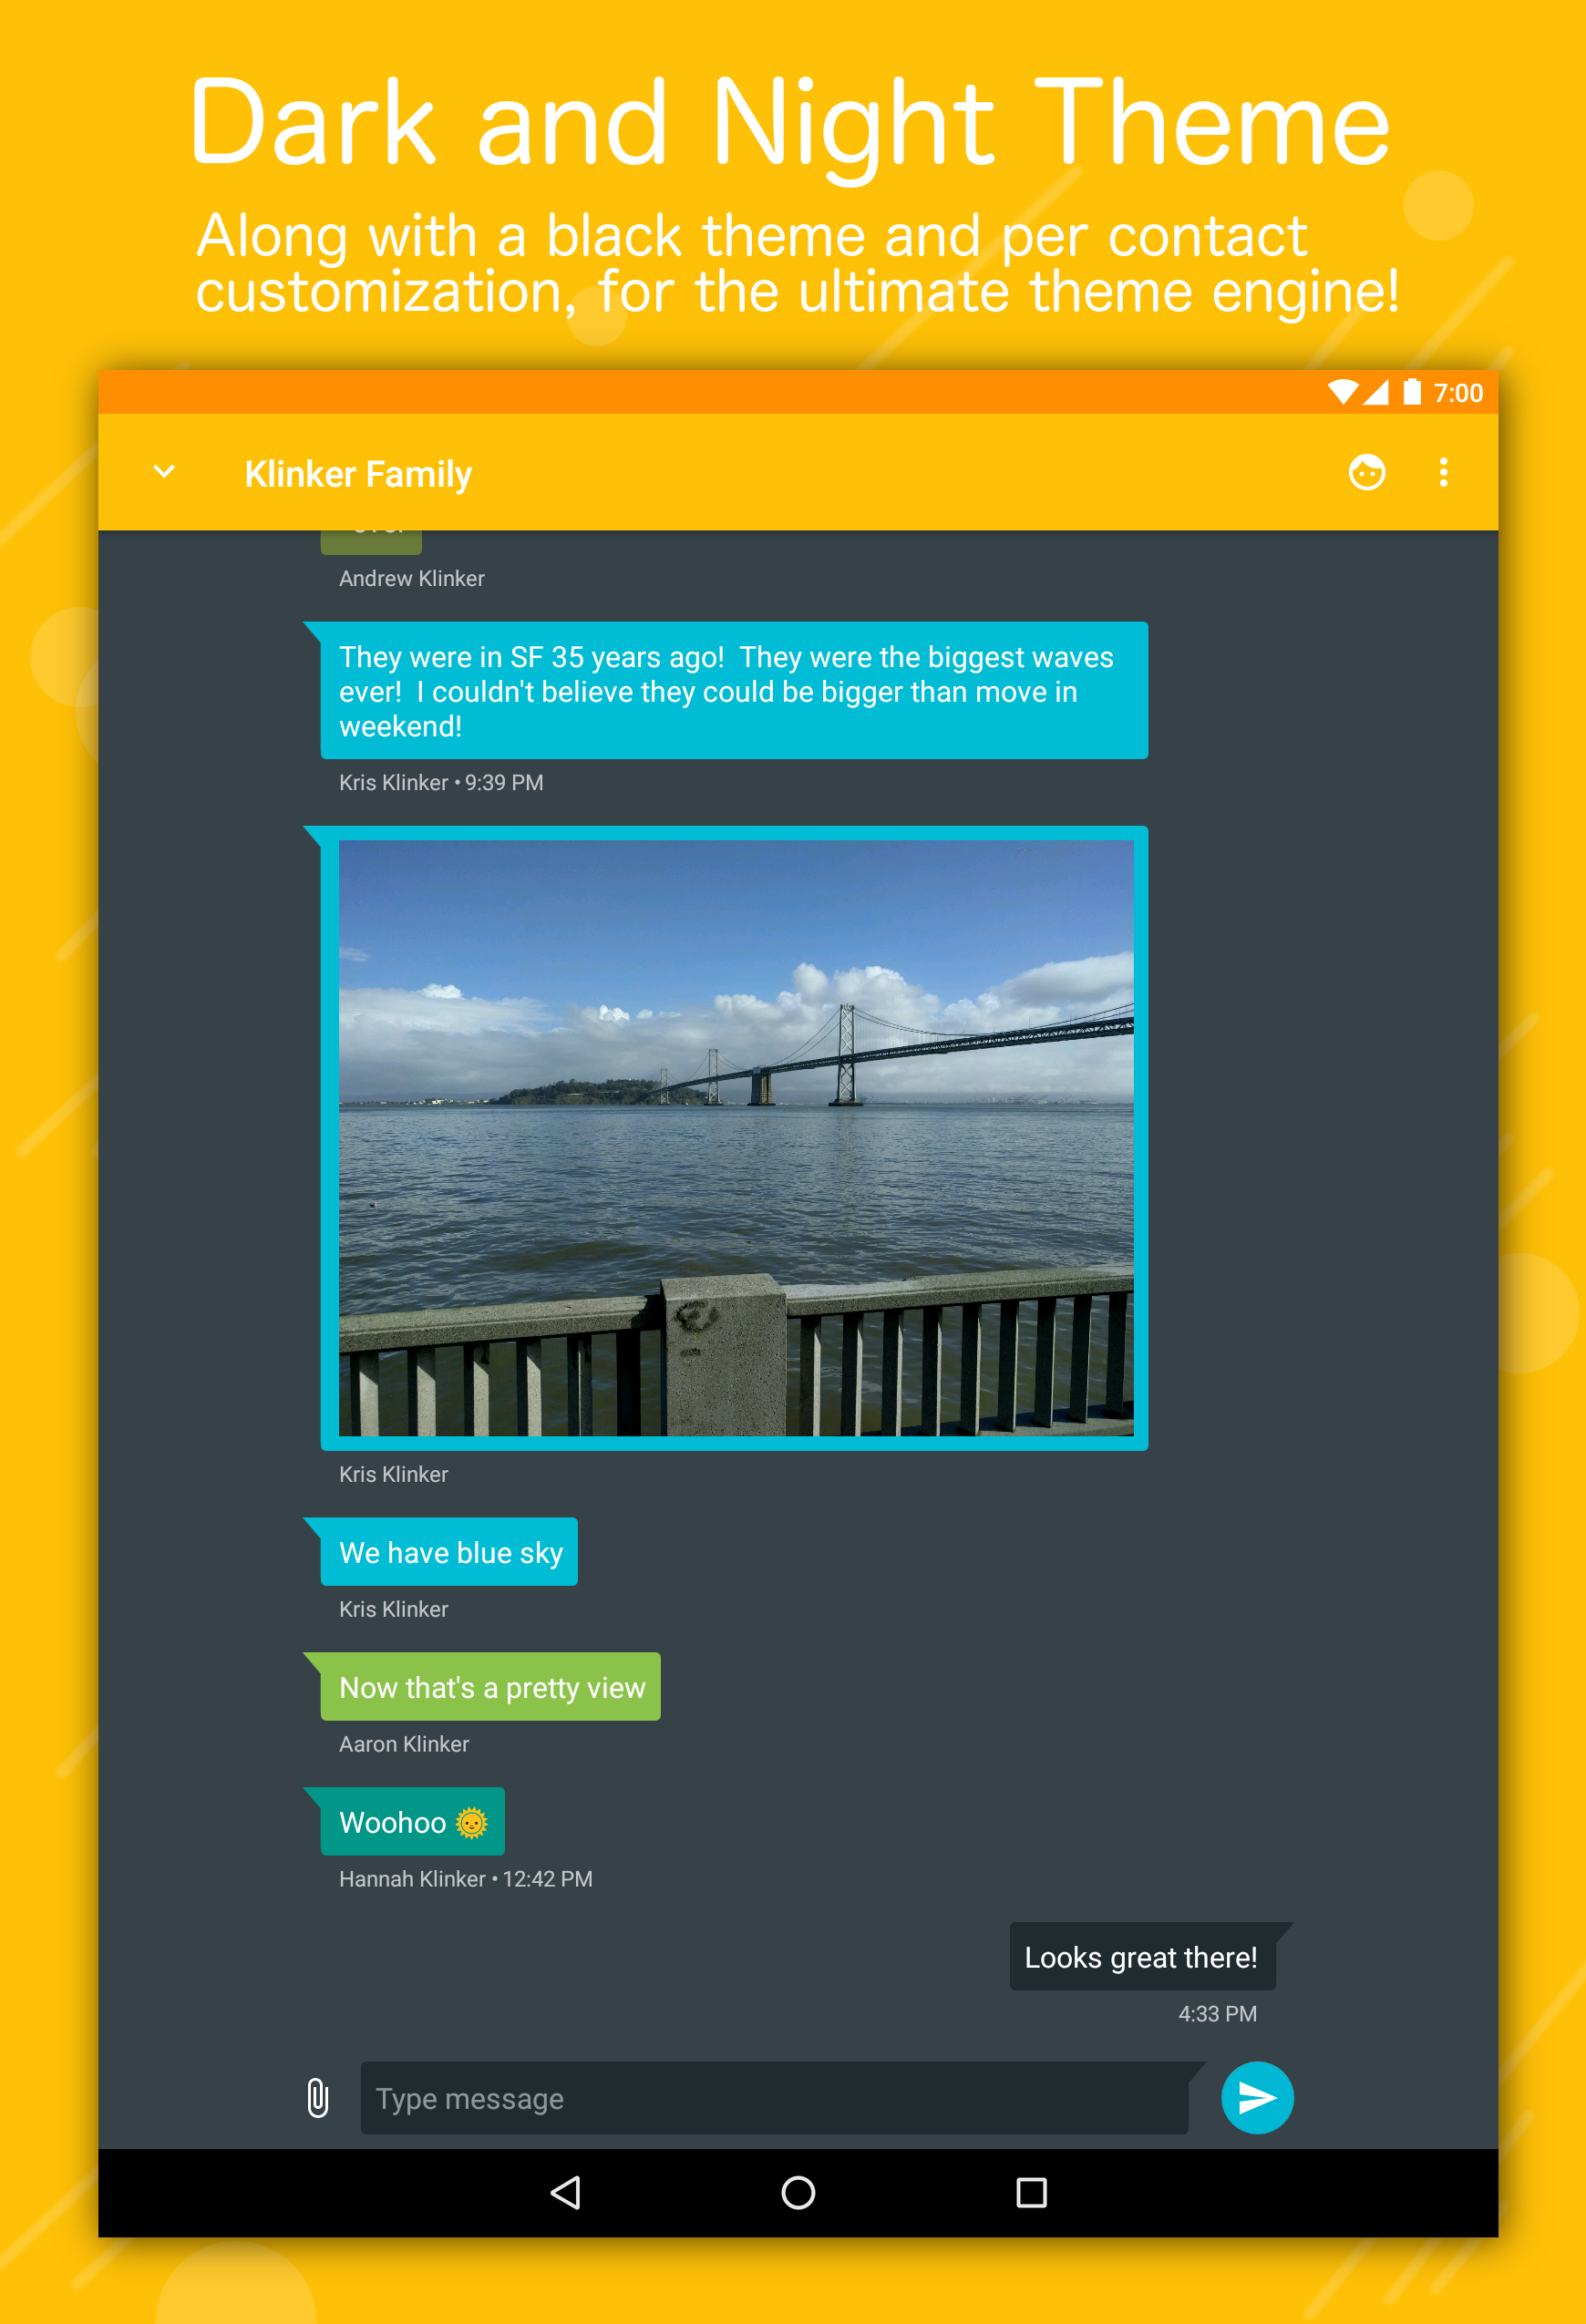 Dark and Night Theme
Along with a black theme and per contact
customization, for the ultimate theme engine!
7:00
Klinker Family
Andrew Klinker
They were in SF 35 years ago!  They were the biggest waves
ever!  I couldn't believe they could be bigger than move in
weekend!
Kris Klinker • 9:39 PM
Kris Klinker
We have blue sky
Kris Klinker
Now that's a pretty view
Aaron Klinker
Woohoo 🌞
Hannah Klinker • 12:42 PM
Looks great there!
4:33 PM
Type message